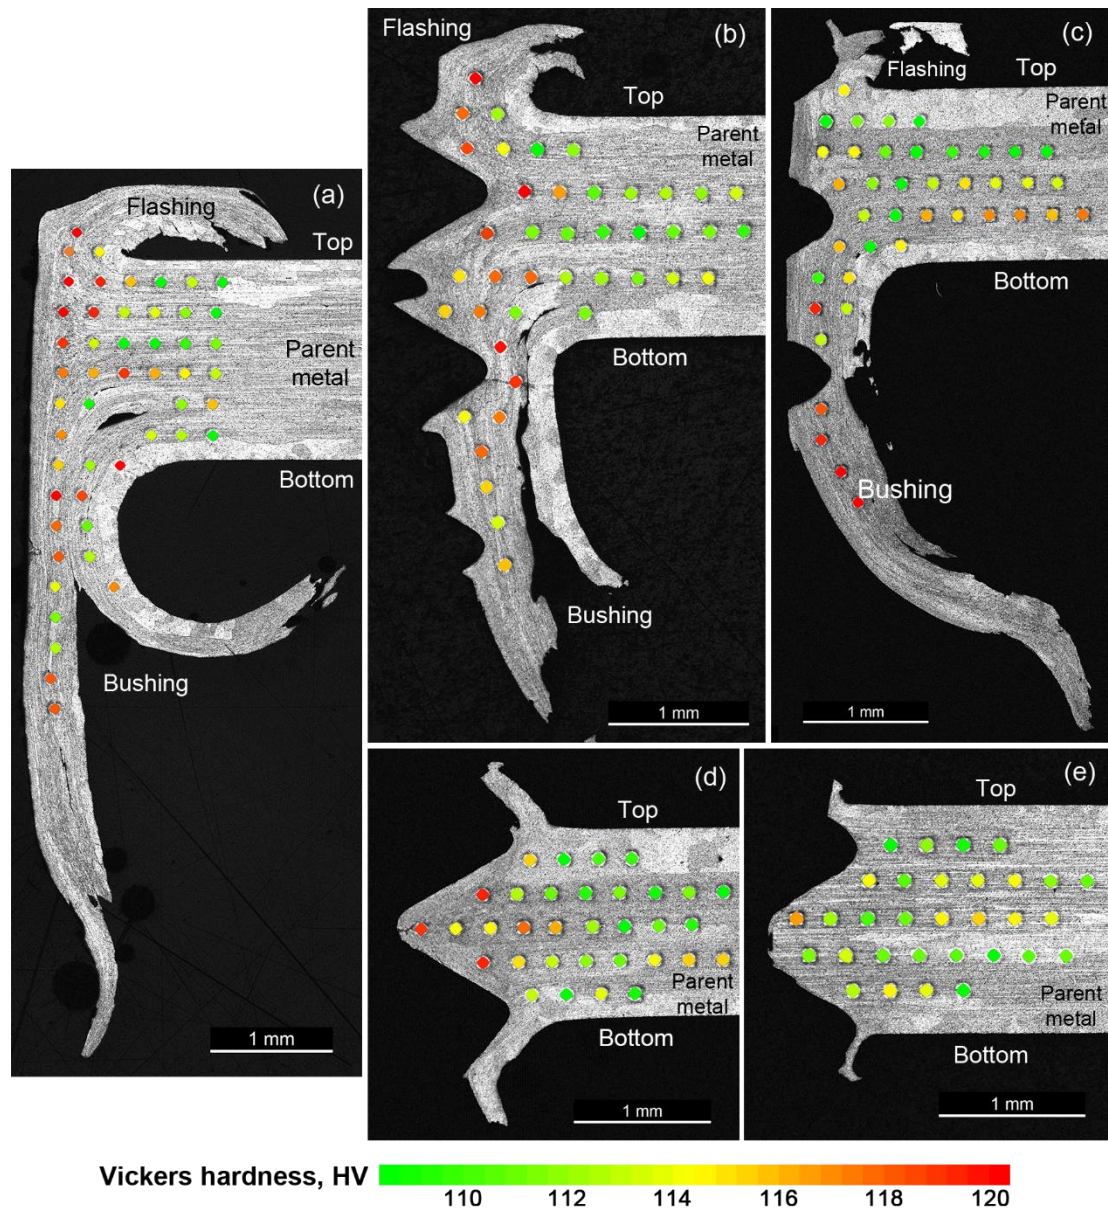 (a)
Flashing
Top
Parent
metal
Bottom
Bushing
1 mm
Flashing
(b)
Top
Parent
metal
Bottom
Bushing
1 mm
(c)
Flashing
Top
Parent
metal
Bottom
Bushing
1 mm
(d)
Top
Parent
metal
Bottom
1 mm
(e)
Top
Parent
metal
Bottom
1 mm
Vickers hardness, HV
110 112 114 116 118 120